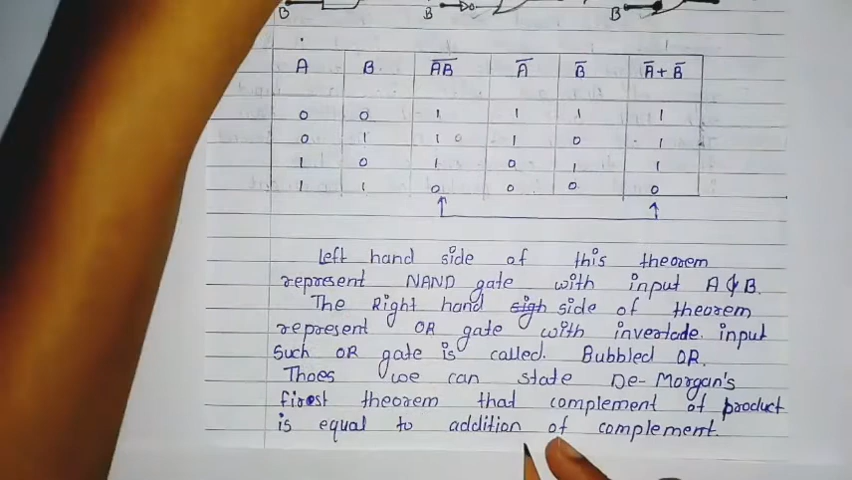 B B B
A B A̅B̅ A̅ B̅ A̅ + B̅
0 0 1 1 1 1
0 1 1 0 1 0 1
1 0 1 0 1 1
1 1 0 0 0 0
Left hand side of this theorem
represent NAND gate with input A & B.
The Right hand sigh side of theorem
represent OR gate with invertade input
Such OR gate is called. Bubbled OR.
Thoes we can state De-Morgan's
firest theorem that complement of product
is equal to addition of complement.